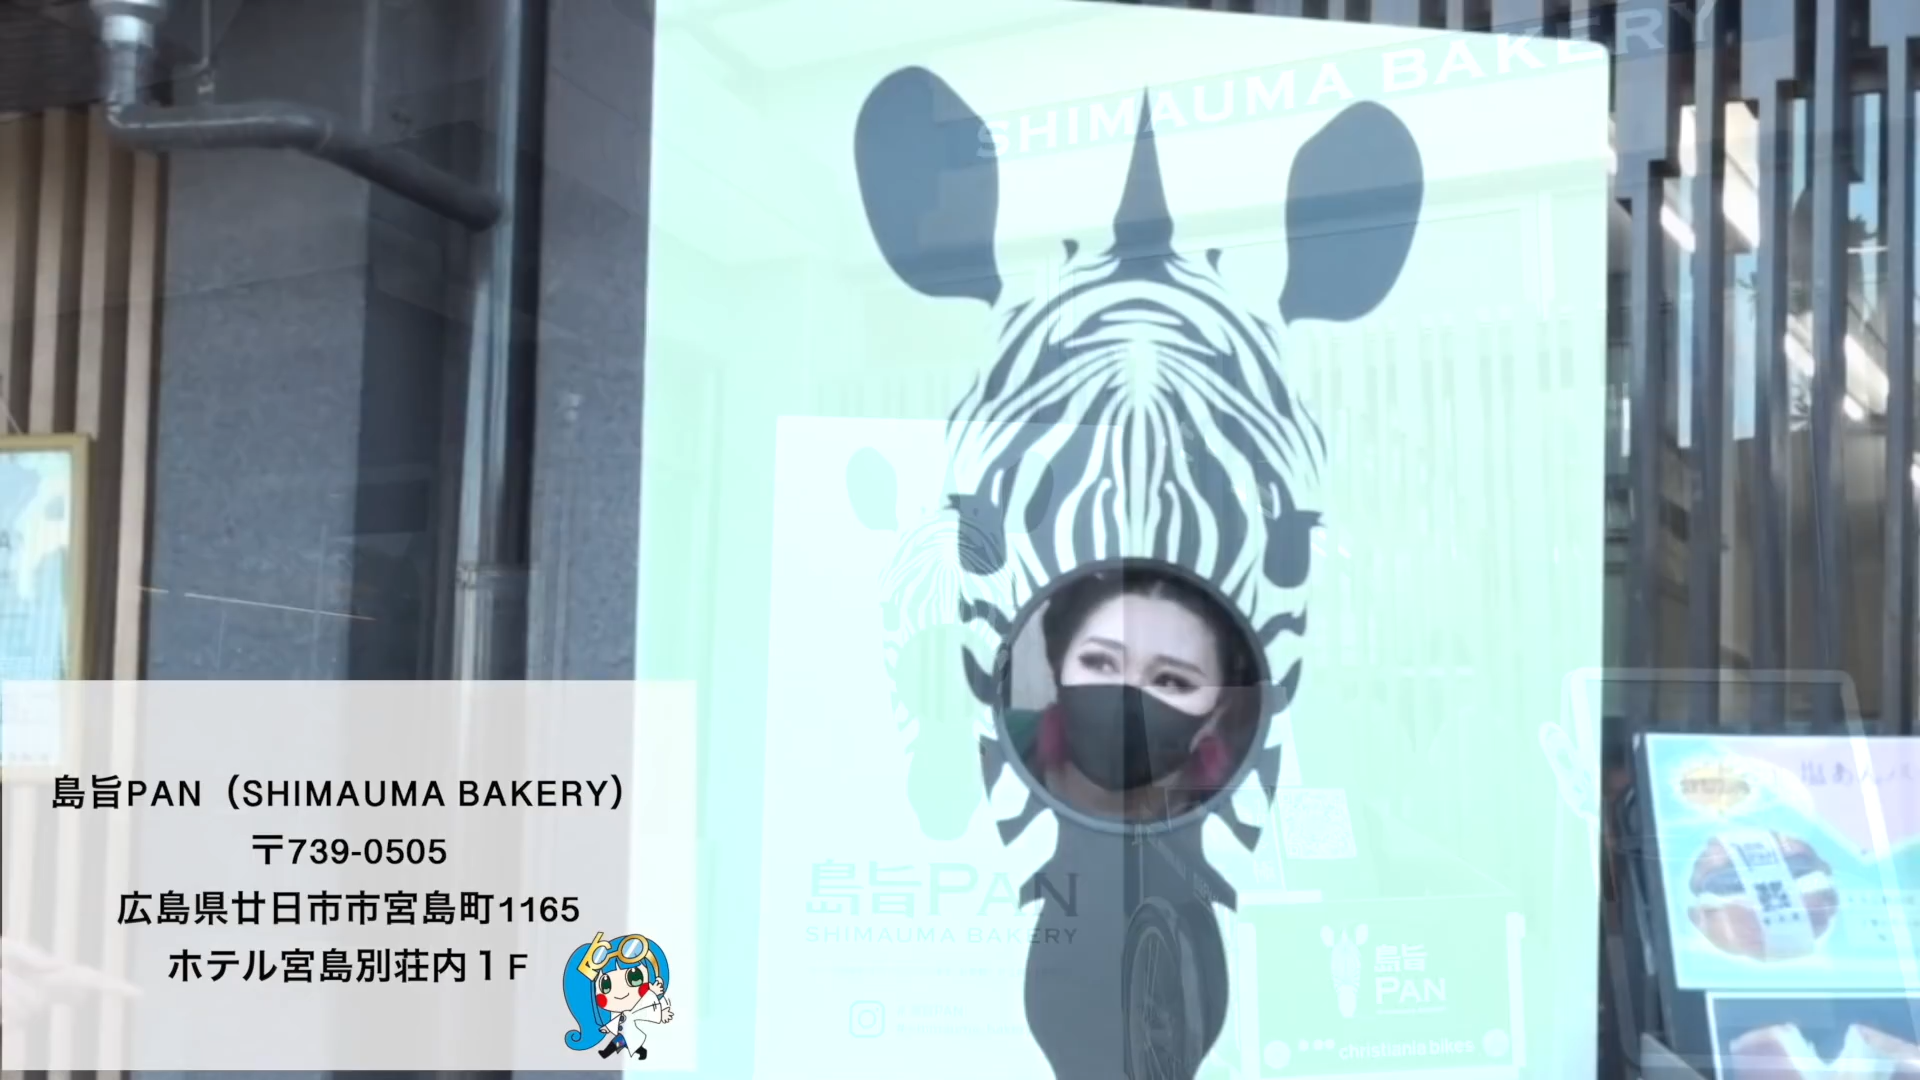 SHIMAUMA BAKERY
島旨PAN
SHIMAUMA BAKERY
島旨
PAN
christiania bikes
島旨PAN（SHIMAUMA BAKERY）
〒739-0505
広島県廿日市市宮島町1165
ホテル宮島別荘内１F